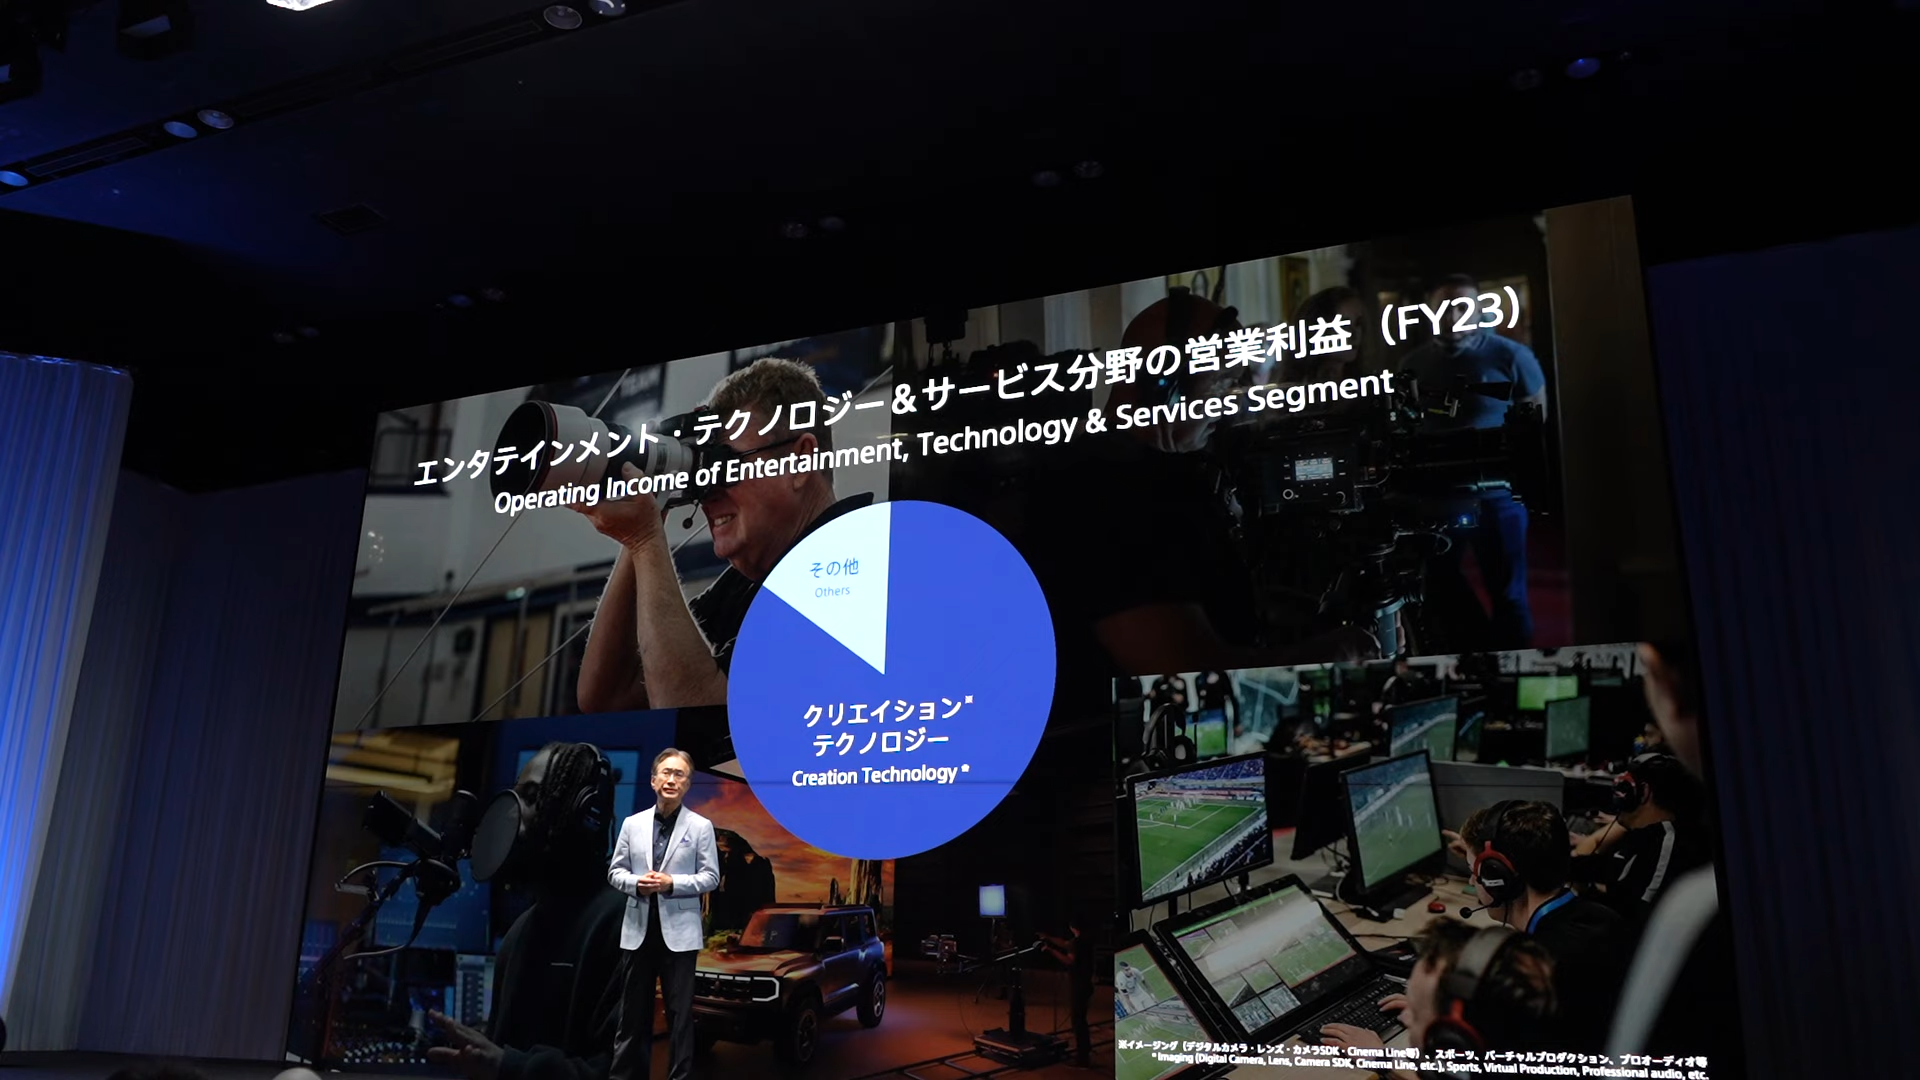 エンタテインメント・テクノロジー＆サービス分野の営業利益（FY23）
Operating Income of Entertainment, Technology & Services Segment
その他
Others
クリエイション※
テクノロジー
Creation Technology *
※イメージング（デジタルカメラ・レンズ・カメラSDK・Cinema Line等）、スポーツ、バーチャルプロダクション、プロオーディオ等
* Imaging (Digital Camera, Lens, Camera SDK, Cinema Line, etc.), Sports, Virtual Production, Professional audio, etc.